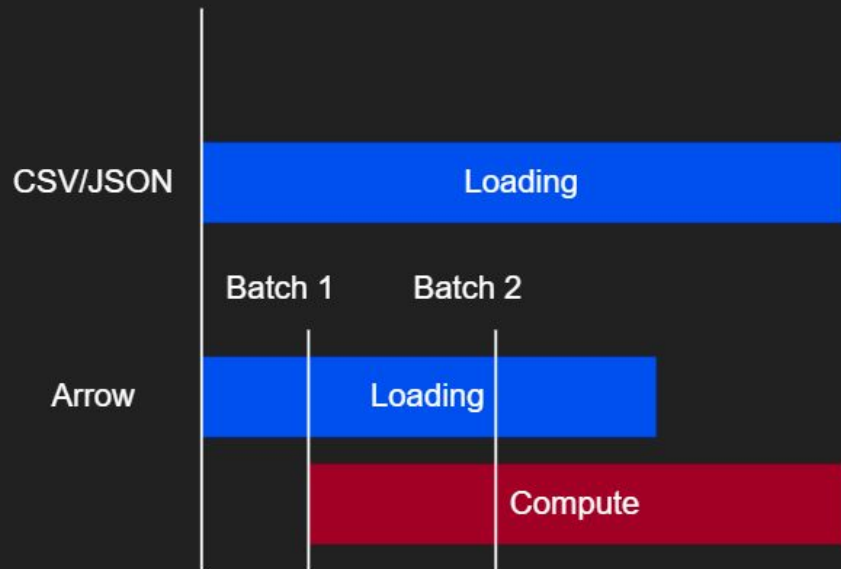 CSV/JSON
Loading
Batch 1
Batch 2
Arrow
Loading
Compute